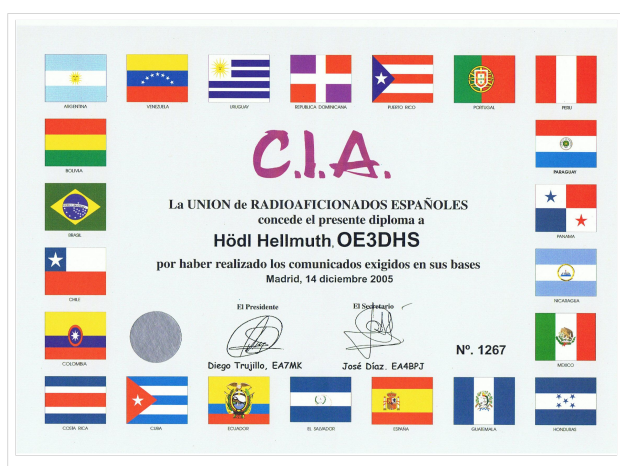 ARGENTINA
VENEZUELA
URUGUAY
REPUBLICA DOMINICANA
PUERTO RICO
PORTUGAL
PERU
C.I.A.
BOLIVIA
PARAGUAY
La UNION de RADIOAFICIONADOS ESPAÑOLES
concede el presente diploma a
BRASIL
Hödl Hellmuth, OE3DHS
PANAMA
por haber realizado los comunicados exigidos en sus bases
Madrid, 14 diciembre 2005
CHILE
NICARAGUA
El Presidente
El Secretario
Nº. 1267
COLOMBIA
Diego Trujillo, EA7MK
José Díaz. EA4BPJ
MEXICO
COSTA RICA
CUBA
ECUADOR
EL SALVADOR
ESPAÑA
GUATEMALA
HONDURAS